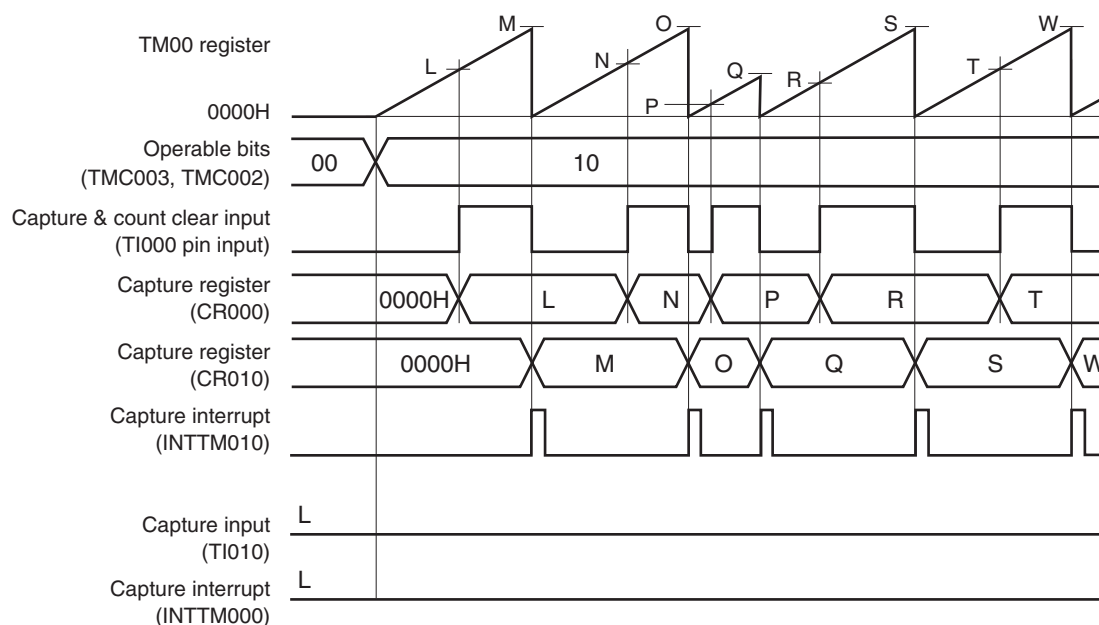 TM00 register
M
O
S
W
L
N
Q
R
T
P
0000H
Operable bits
(TMC003, TMC002)
00
10
Capture & count clear input
(TI000 pin input)
Capture register
(CR000)
0000H
L
N
P
R
T
Capture register
(CR010)
0000H
M
O
Q
S
W
Capture interrupt
(INTTM010)
Capture input
(TI010)
L
Capture interrupt
(INTTM000)
L